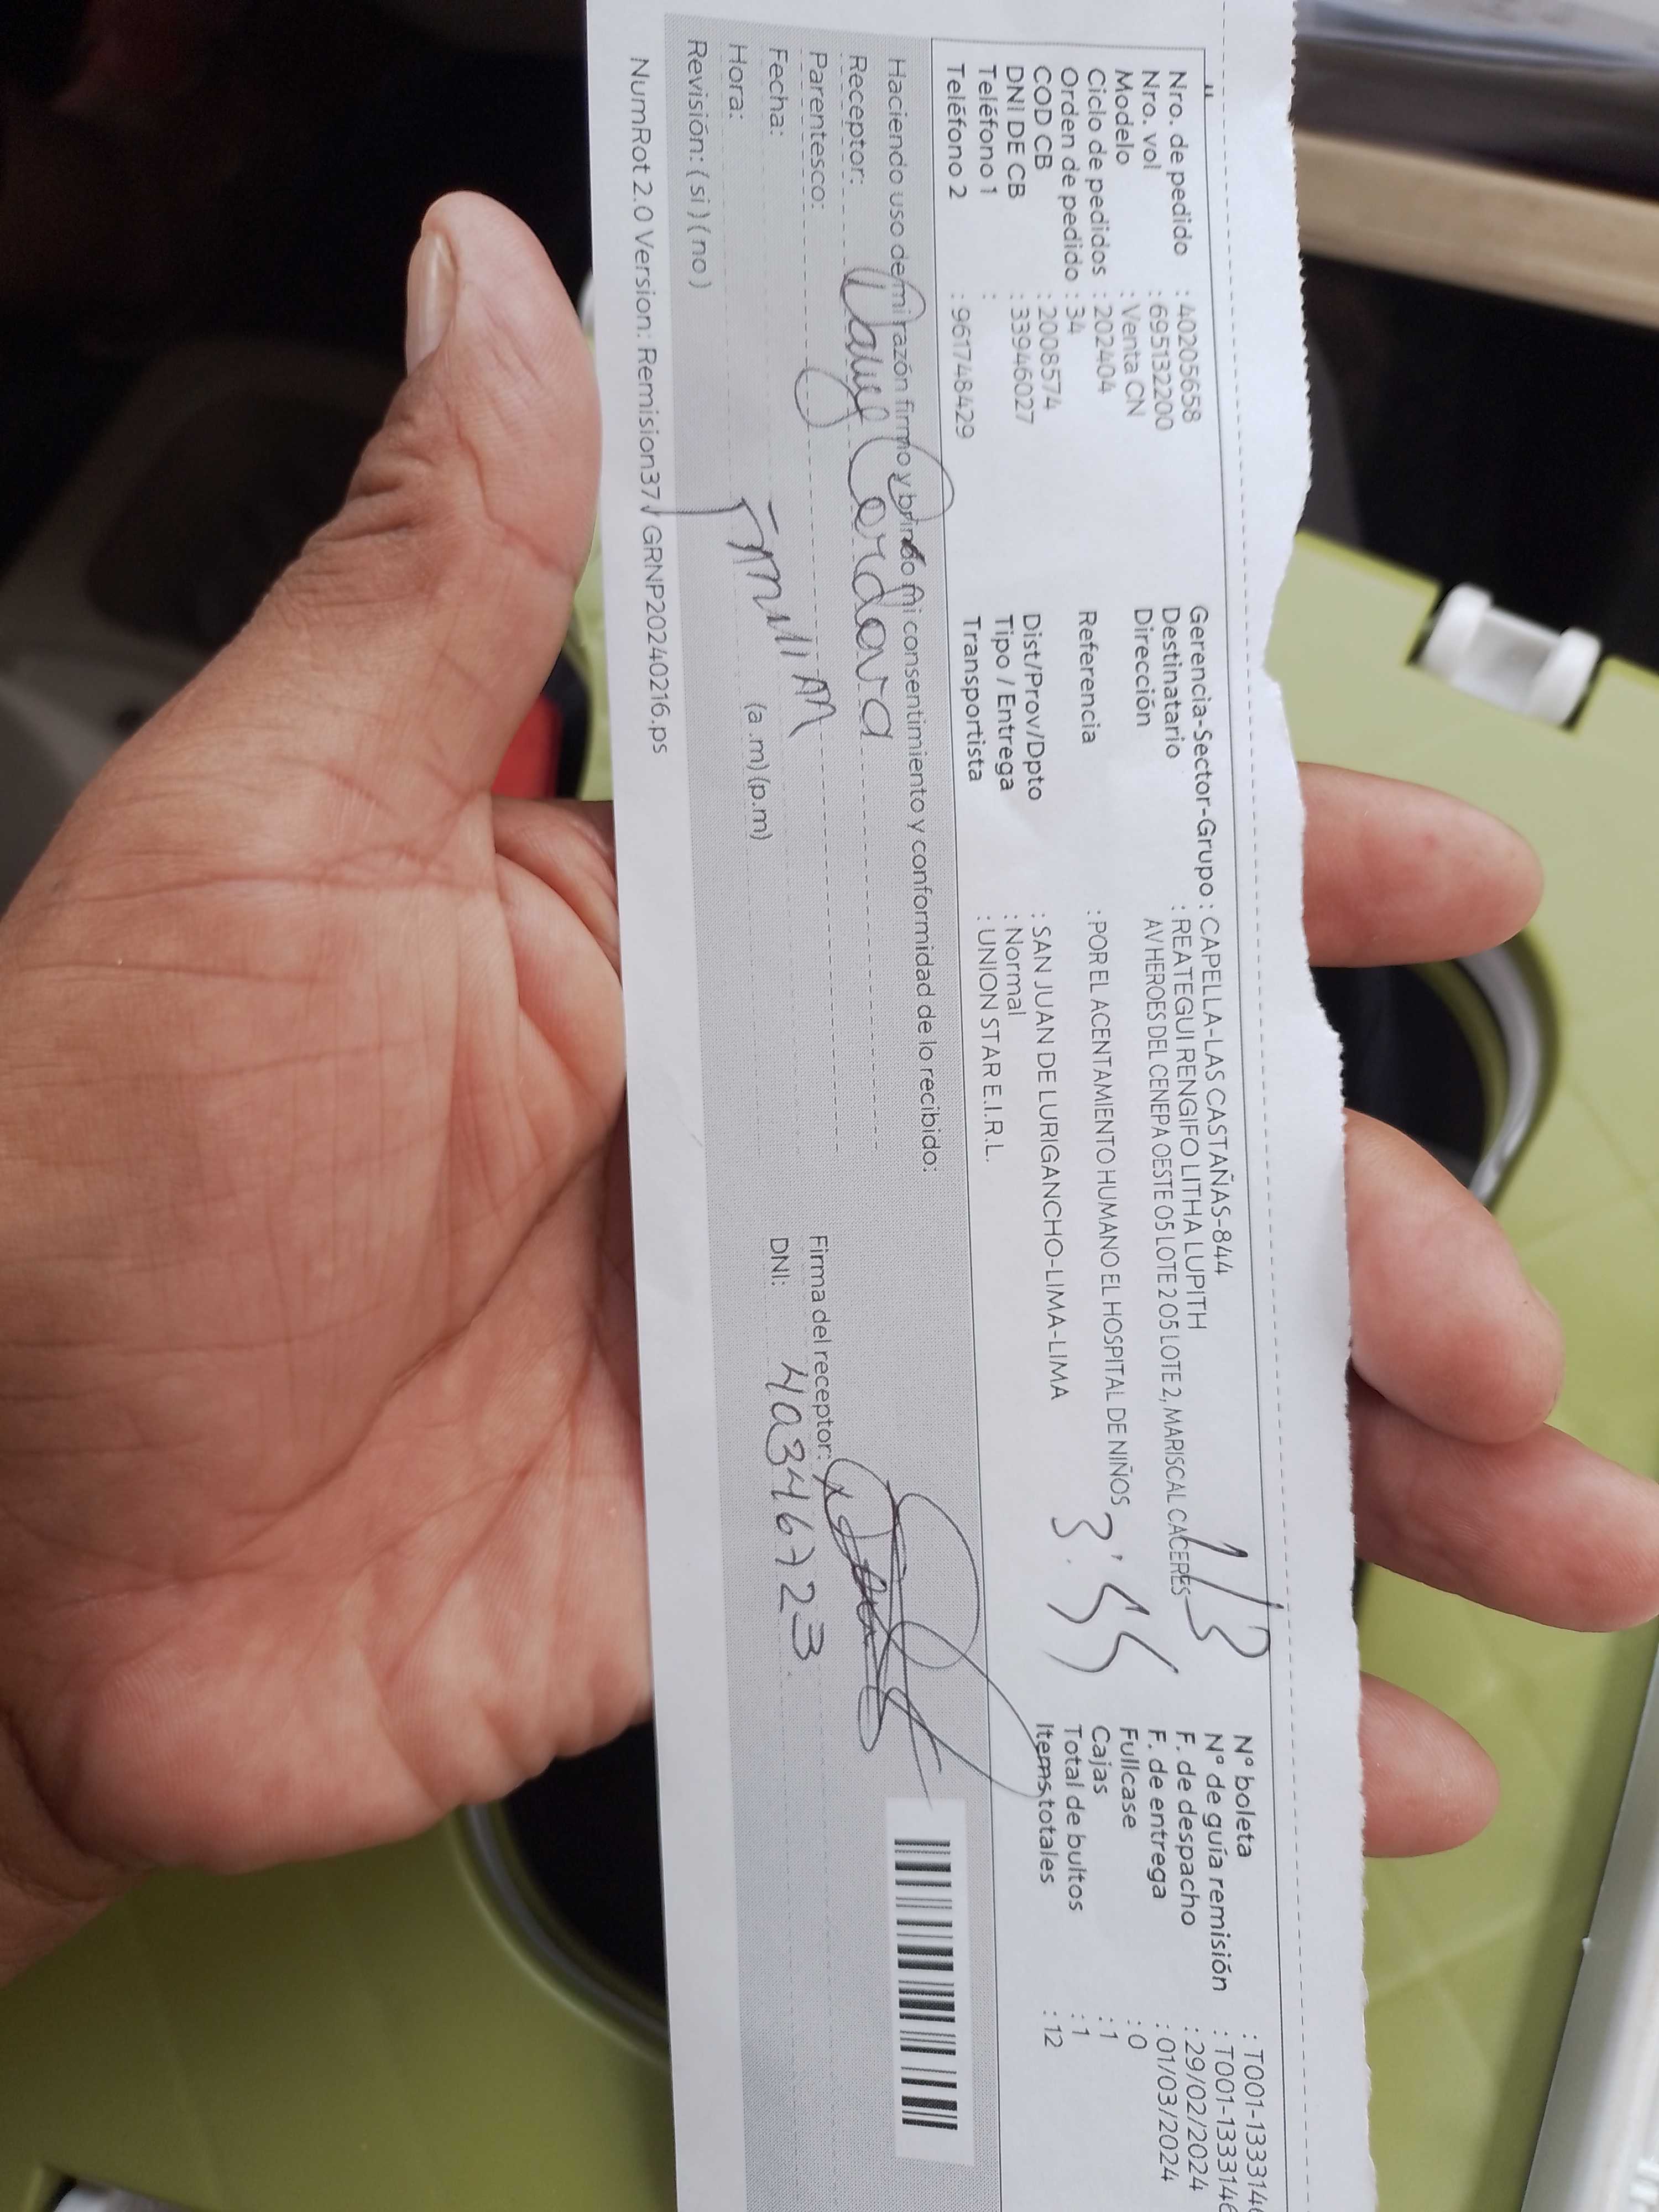 Nro. de pedido : 40205658
Nro. vol : 695132200
Modelo : Venta CN
Ciclo de pedidos : 202404
Orden de pedido : 34
COD CB : 2008574
DNI DE CB : 33946027
Teléfono 1 :
Teléfono 2 : 961748429
Gerencia-Sector-Grupo : CAPELLA-LAS CASTAÑAS-844
Destinatario : REATEGUI RENGIFO LITHA LUPITH
Dirección AV HEROES DEL CENEPA OESTE 05 LOTE 2 05 LOTE 2, MARISCAL CACERES
Referencia : POR EL ACENTAMIENTO HUMANO EL HOSPITAL DE NIÑOS
Dist/Prov/Dpto : SAN JUAN DE LURIGANCHO-LIMA-LIMA
Tipo / Entrega : Normal
Transportista : UNION STAR E.I.R.L.
1/3
3:55
Nº boleta : T001-133314
Nº de guía remisión : T001-133314
F. de despacho : 29/02/2024
F. de entrega : 01/03/2024
Fullcase : 0
Cajas : 1
Total de bultos : 1
Items totales : 12
Haciendo uso de mi razón firmo y brindo mi consentimiento y conformidad de lo recibido:
Receptor: Cordova
Parentesco:
Fecha:
Hora: (a .m) (p.m)
Revisión: ( si ) ( no )
Firma del receptor:
DNI: 40346723
NumRot 2.0 Version: Remision37 GRNP20240216.ps